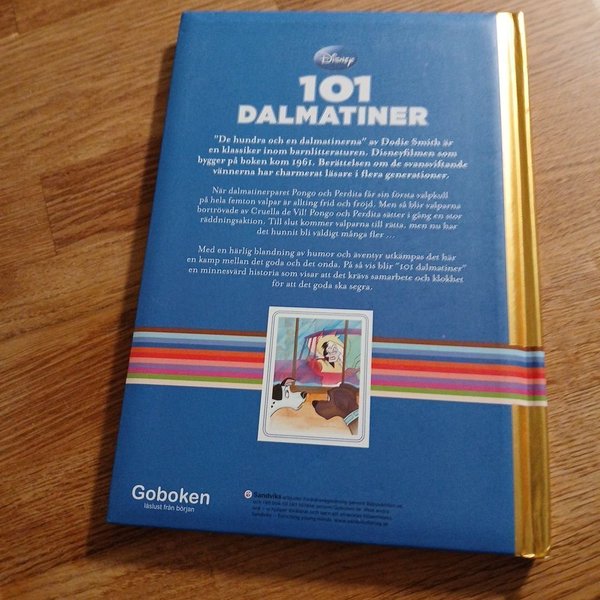 Disney
101
DALMATINER
"De hundra och en dalmatinerna" av Dodie Smith är
en klassiker inom barnlitteraturen. Disneyfilmen som
bygger på boken kom 1961. Berättelsen om de svansviftande
vännerna har charmerat läsare i flera generationer.
När dalmatinerparet Pongo och Perdita får sin första valpkull
på hela femton valpar är allting frid och fröjd. Men så blir valparna
bortrövade av Cruella de Vil! Pongo och Perdita sätter i gång en stor
räddningsaktion. Till slut kommer valparna till rätta, men nu har
det hunnit bli väldigt många fler ...
Med en härlig blandning av humor och äventyr utkämpas det här
en kamp mellan det goda och det onda. På så vis blir "101 dalmatiner"
en minnesvärd historia som visar att det krävs samarbete och klokhet
för att det goda ska segra.
Goboken
läslust från början
Sandviks